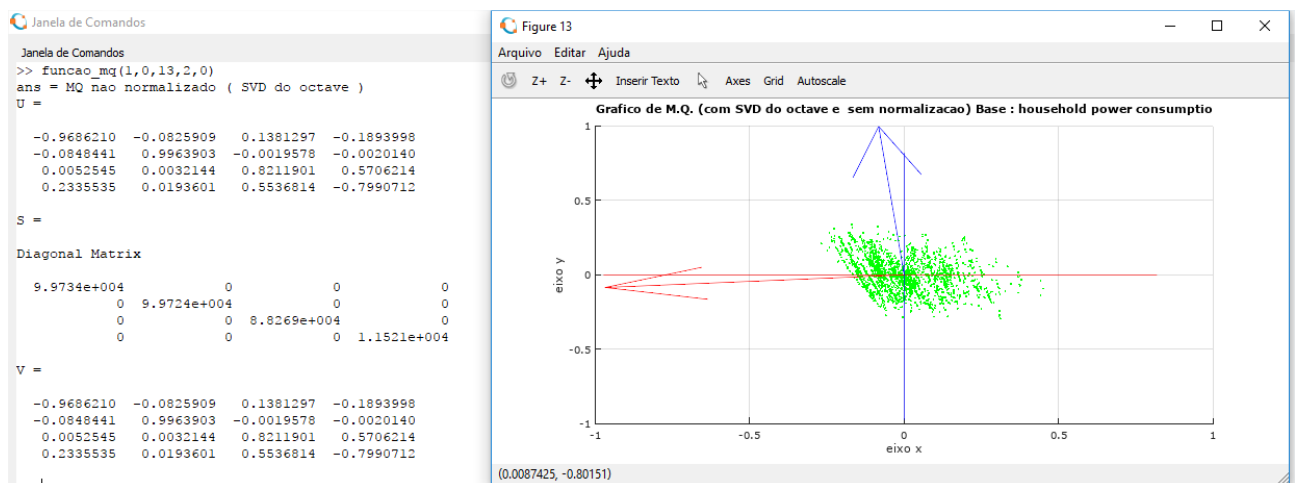 Janela de Comandos
Janela de Comandos
>> funcao_mq(1,0,13,2,0)
ans = MQ nao normalizado ( SVD do octave )
U =
-0.9686210 -0.0825909 0.1381297 -0.1893998
-0.0848441 0.9963903 -0.0019578 -0.0020140
0.0052545 0.0032144 0.8211901 0.5706214
0.2335535 0.0193601 0.5536814 -0.7990712
S =
Diagonal Matrix
9.9734e+004 0 0 0
0 9.9724e+004 0 0
0 0 8.8269e+004 0
0 0 0 1.1521e+004
V =
-0.9686210 -0.0825909 0.1381297 -0.1893998
-0.0848441 0.9963903 -0.0019578 -0.0020140
0.0052545 0.0032144 0.8211901 0.5706214
0.2335535 0.0193601 0.5536814 -0.7990712
Figure 13
Arquivo Editar Ajuda
Z+ Z- Inserir Texto Axes Grid Autoscale
Grafico de M.Q. (com SVD do octave e sem normalizacao) Base : household power consumptio
1
0.5
0
-0.5
-1
eixo y
-1 -0.5 0 0.5 1
eixo x
(0.0087425, -0.80151)